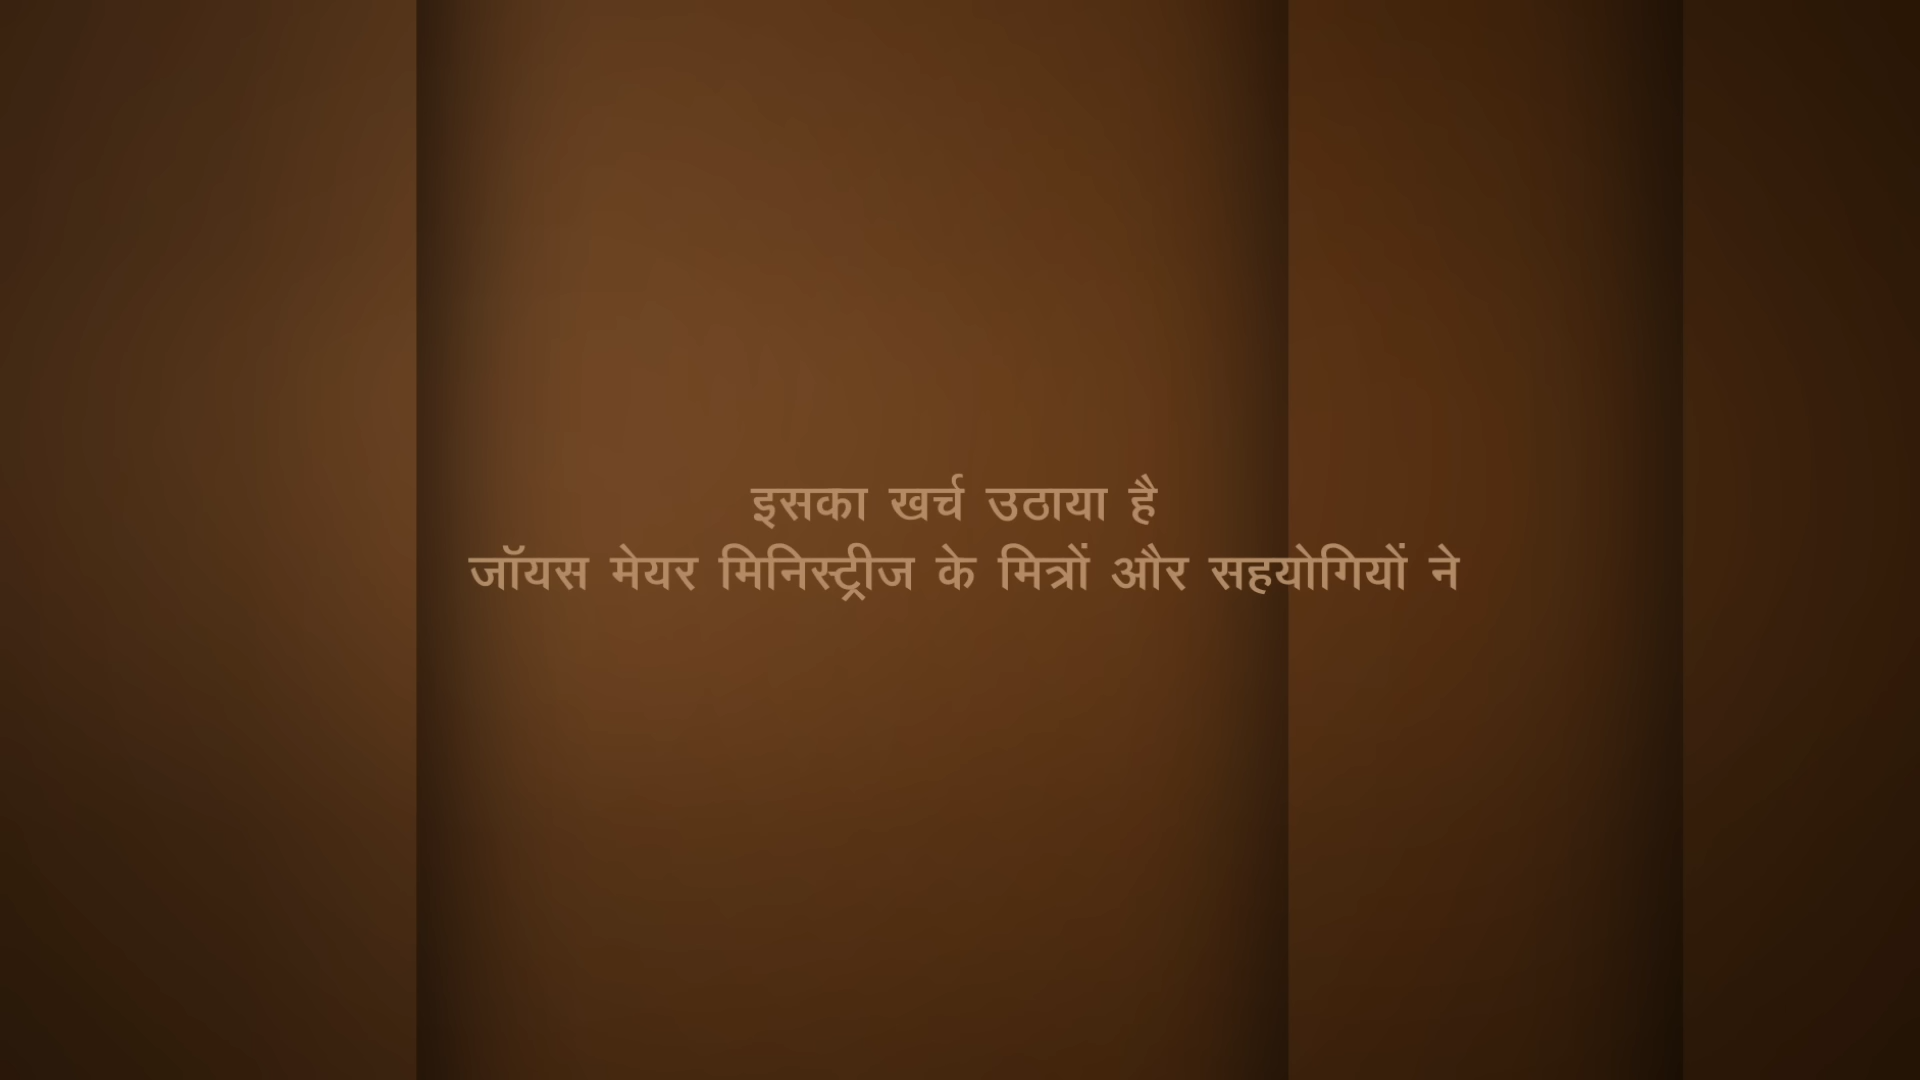 इसका खर्च उठाया है
जॉयस मेयर मिनिस्ट्रीज के मित्रों और सहयोगियों ने